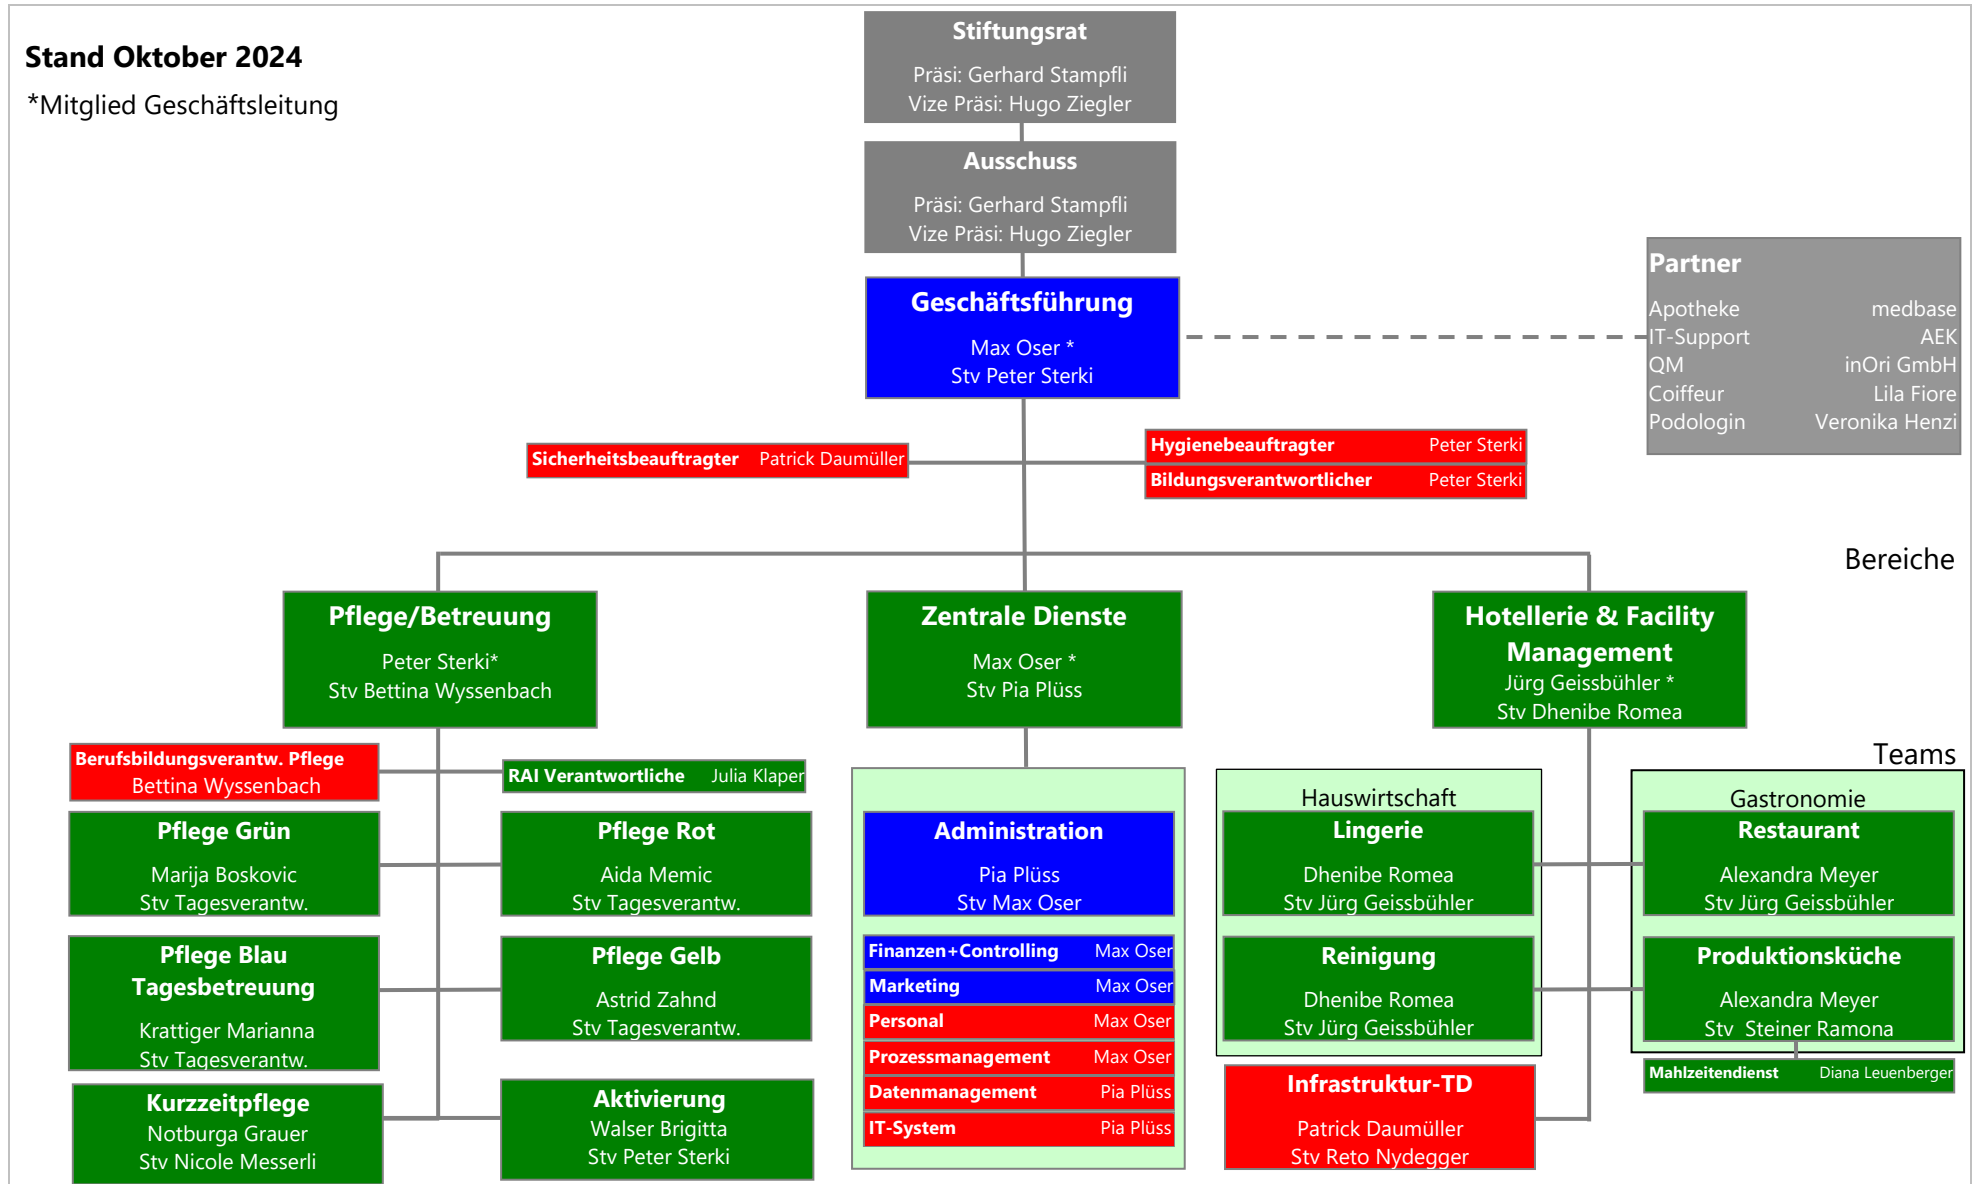 Stand Oktober 2024
*Mitglied Geschäftsleitung
Stiftungsrat
Präsi: Gerhard Stampfli
Vize Präsi: Hugo Ziegler
Ausschuss
Präsi: Gerhard Stampfli
Vize Präsi: Hugo Ziegler
Geschäftsführung
Max Oser *
Stv Peter Sterki
Partner
Apotheke medbase
IT-Support AEK
QM inOri GmbH
Coiffeur Lila Fiore
Podologin Veronika Henzi
Sicherheitsbeauftragter Patrick Daumüller
Hygienebeauftragter Peter Sterki
Bildungsverantwortlicher Peter Sterki
Bereiche
Pflege/Betreuung
Peter Sterki*
Stv Bettina Wyssenbach
Zentrale Dienste
Max Oser *
Stv Pia Plüss
Hotellerie & Facility
Management
Jürg Geissbühler *
Stv Dhenibe Romea
Teams
Berufsbildungsverantw. Pflege
Bettina Wyssenbach
RAI Verantwortliche Julia Klaper
Pflege Grün
Marija Boskovic
Stv Tagesverantw.
Pflege Rot
Aida Memic
Stv Tagesverantw.
Pflege Blau
Tagesbetreuung
Krattiger Marianna
Stv Tagesverantw.
Pflege Gelb
Astrid Zahnd
Stv Tagesverantw.
Kurzzeitpflege
Notburga Grauer
Stv Nicole Messerli
Aktivierung
Walser Brigitta
Stv Peter Sterki
Administration
Pia Plüss
Stv Max Oser
Finanzen+Controlling Max Oser
Marketing Max Oser
Personal Max Oser
Prozessmanagement Max Oser
Datenmanagement Pia Plüss
IT-System Pia Plüss
Hauswirtschaft
Lingerie
Dhenibe Romea
Stv Jürg Geissbühler
Reinigung
Dhenibe Romea
Stv Jürg Geissbühler
Infrastruktur-TD
Patrick Daumüller
Stv Reto Nydegger
Gastronomie
Restaurant
Alexandra Meyer
Stv Jürg Geissbühler
Produktionsküche
Alexandra Meyer
Stv  Steiner Ramona
Mahlzeitendienst Diana Leuenberger